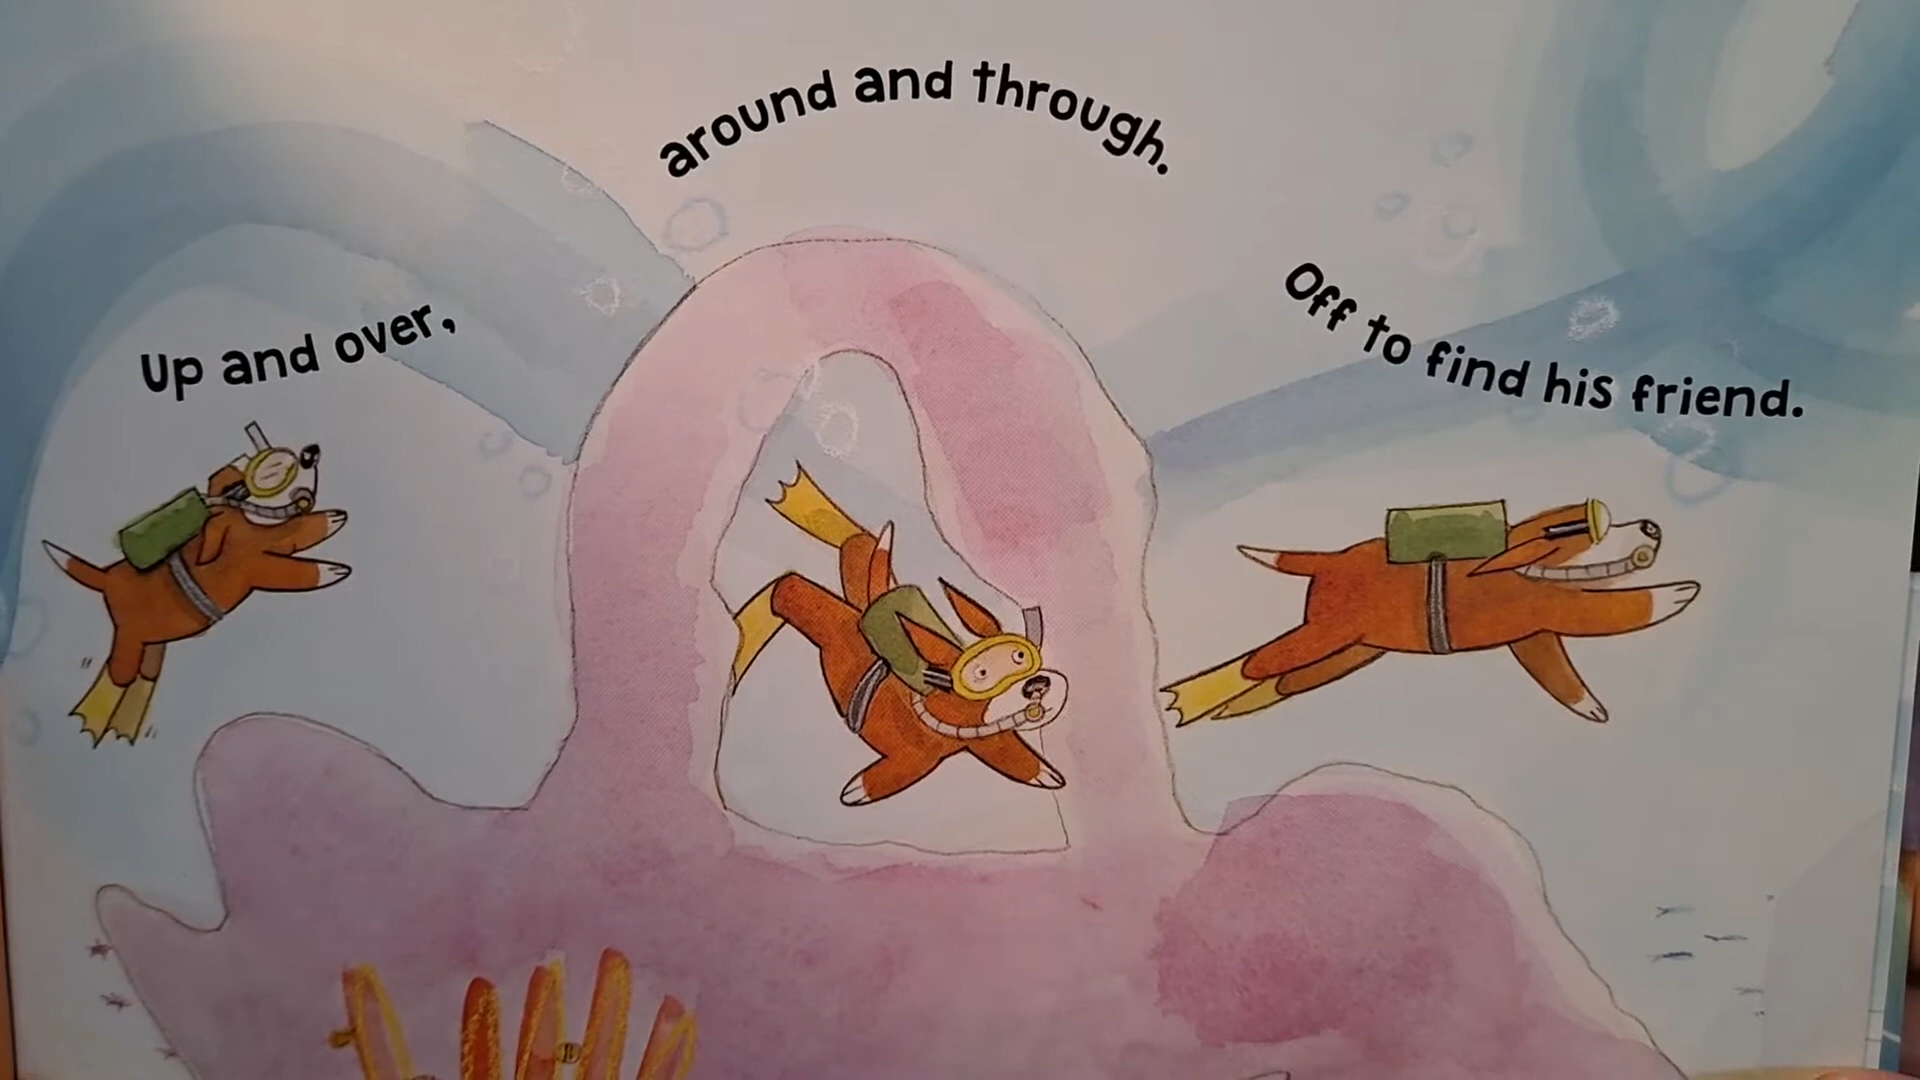 Up and over,
around and through.
Off to find his friend.